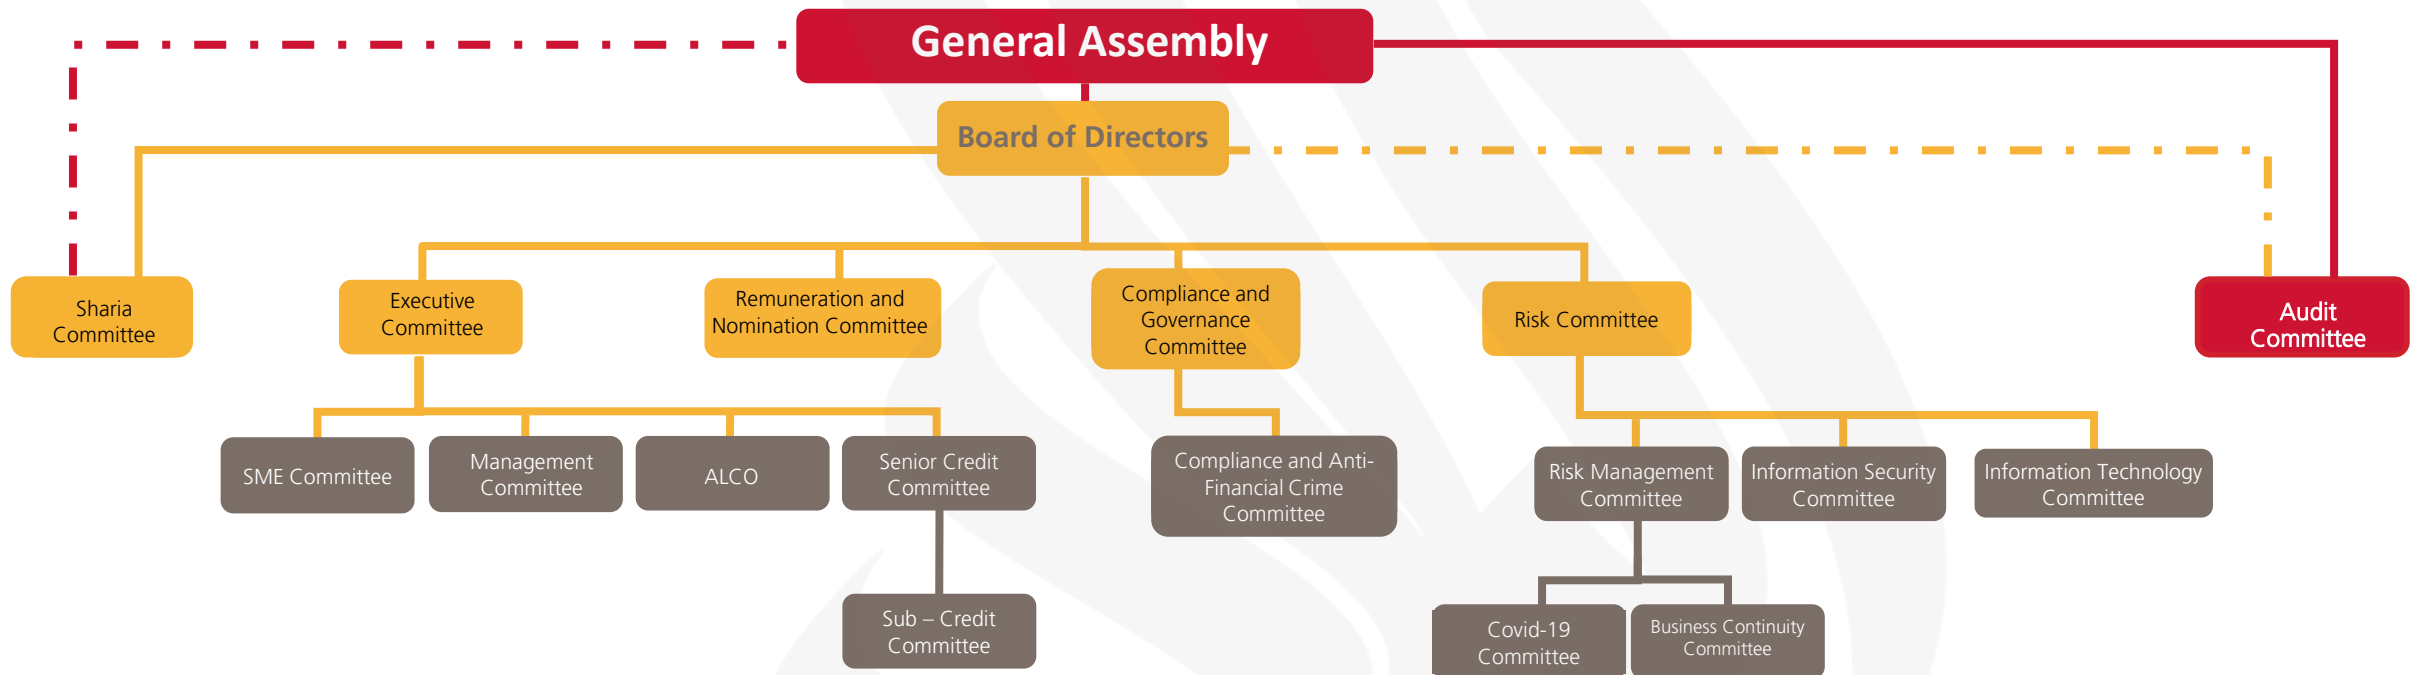 General Assembly
Board of Directors
Sharia
Committee
Executive
Committee
Remuneration and
Nomination Committee
Compliance and
Governance
Committee
Risk Committee
Audit
Committee
SME Committee
Management
Committee
ALCO
Senior Credit
Committee
Compliance and Anti-
Financial Crime
Committee
Risk Management
Committee
Information Security
Committee
Information Technology
Committee
Sub – Credit
Committee
Covid-19
Committee
Business Continuity
Committee